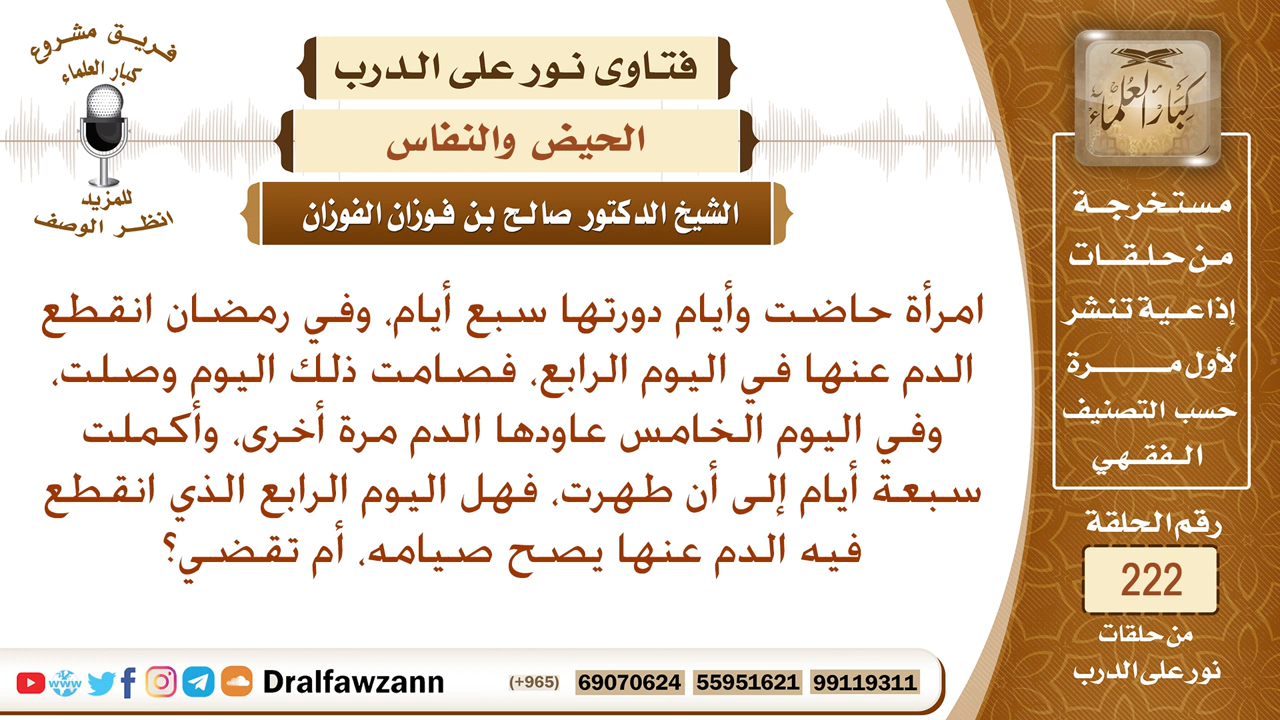 فريق مشروع
كبار العلماء
للمزيد
انظر الوصف
فتاوى نور على الدرب
الحيض والنفاس
الشيخ الدكتور صالح بن فوزان الفوزان
امرأة حاضت وأيام دورتها سبع أيام، وفي رمضان انقطع
الدم عنها في اليوم الرابع، فصامت ذلك اليوم وصلت،
وفي اليوم الخامس عاودها الدم مرة أخرى، وأكملت
سبعة أيام إلى أن طهرت، فهل اليوم الرابع الذي انقطع
فيه الدم عنها يصح صيامه، أم تقضي؟
كبار العلماء
مستخرجة
من حلقات
إذاعية تنشر
لأول مرة
حسب التصنيف
الفقهي
رقم الحلقة
222
من حلقات
نور على الدرب
www
Dralfawzann
(+965) 69070624 55951621 99119311